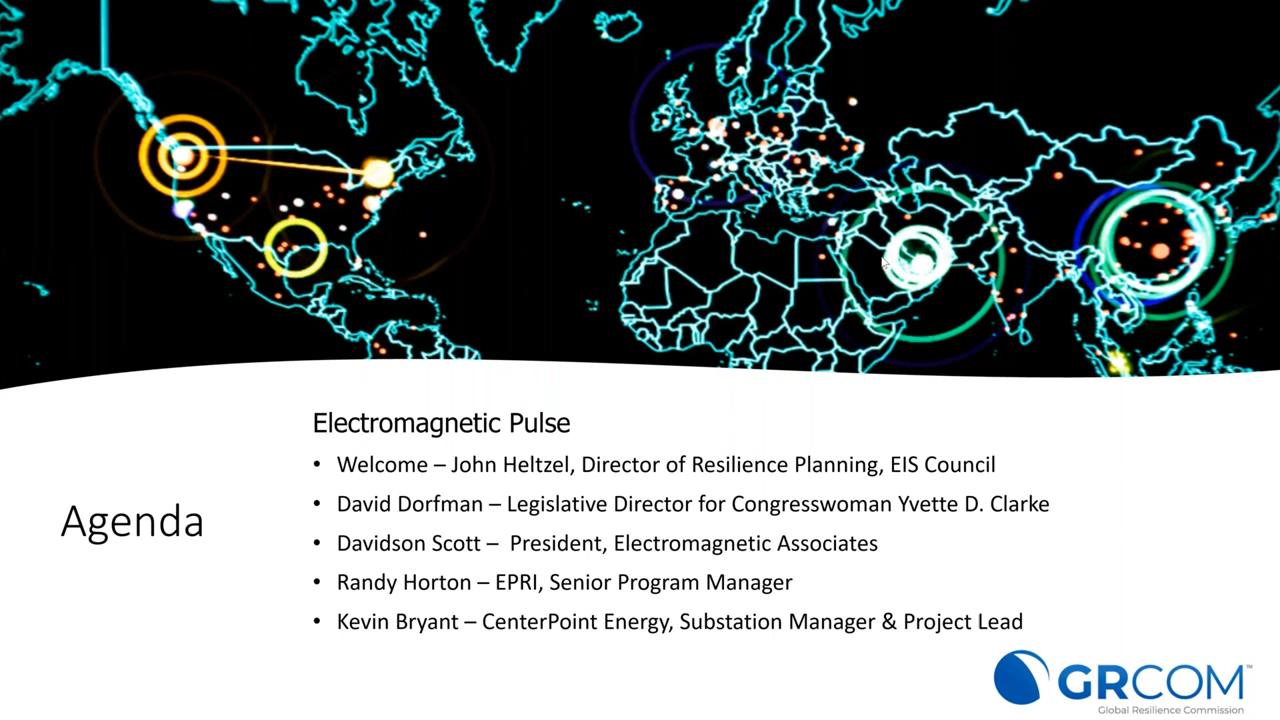 Electromagnetic Pulse
• Welcome – John Heltzel, Director of Resilience Planning, EIS Council
• David Dorfman – Legislative Director for Congresswoman Yvette D. Clarke
Agenda
• Davidson Scott – President, Electromagnetic Associates
• Randy Horton – EPRI, Senior Program Manager
• Kevin Bryant – CenterPoint Energy, Substation Manager & Project Lead
GRCOM™
Global Resilience Commission